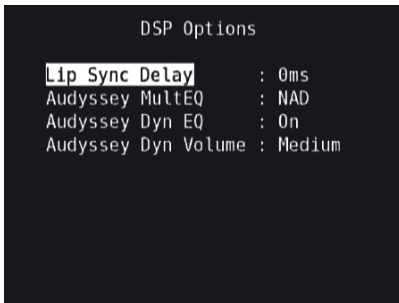 DSP Options
Lip Sync Delay : 0ms
Audyssey MultEQ : NAD
Audyssey Dyn EQ : On
Audyssey Dyn Volume : Medium